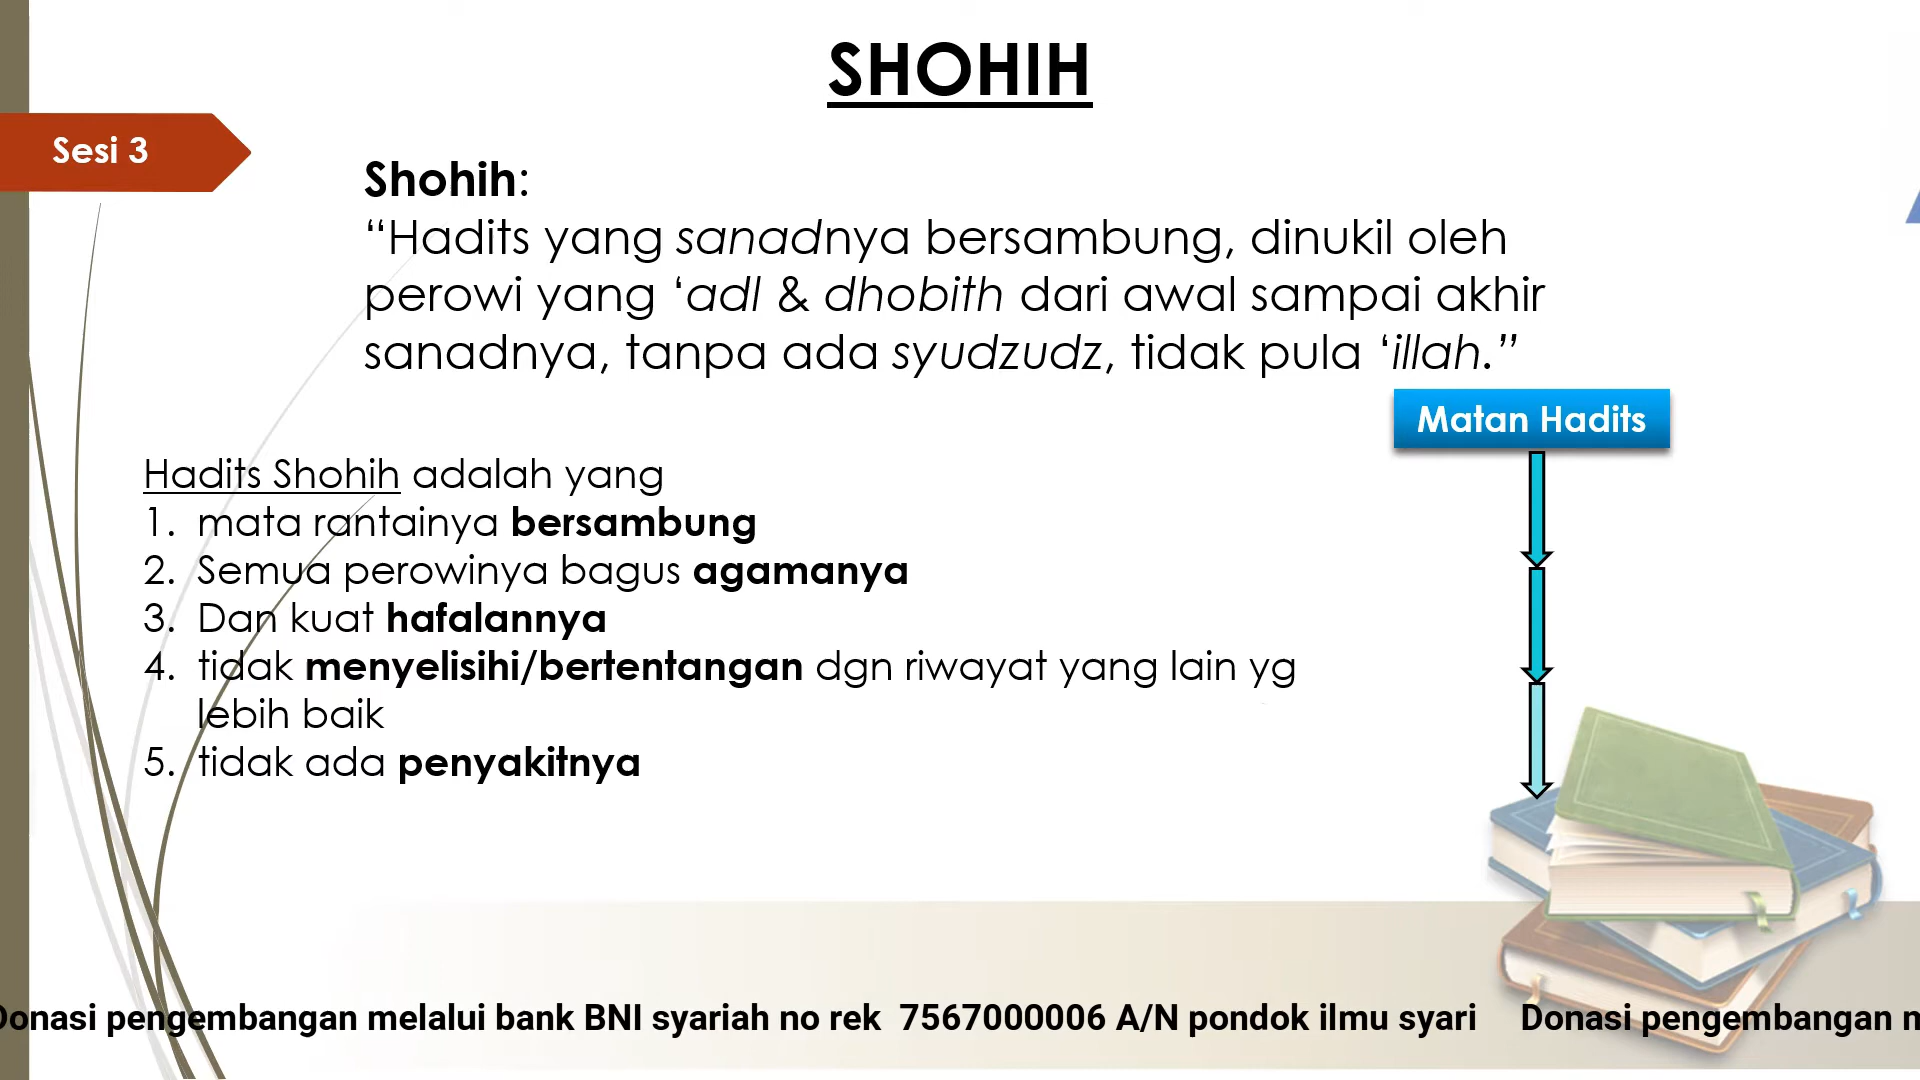 SHOHIH
Sesi 3
Shohih:
“Hadits yang sanadnya bersambung, dinukil oleh
perowi yang ‘adl & dhobith dari awal sampai akhir
sanadnya, tanpa ada syudzudz, tidak pula ‘illah.”
Matan Hadits
Hadits Shohih adalah yang
1. mata rantainya bersambung
2. Semua perowinya bagus agamanya
3. Dan kuat hafalannya
4. tidak menyelisihi/bertentangan dgn riwayat yang lain yg
lebih baik
5. tidak ada penyakitnya
Donasi pengembangan melalui bank BNI syariah no rek 7567000006 A/N pondok ilmu syari Donasi pengembangan